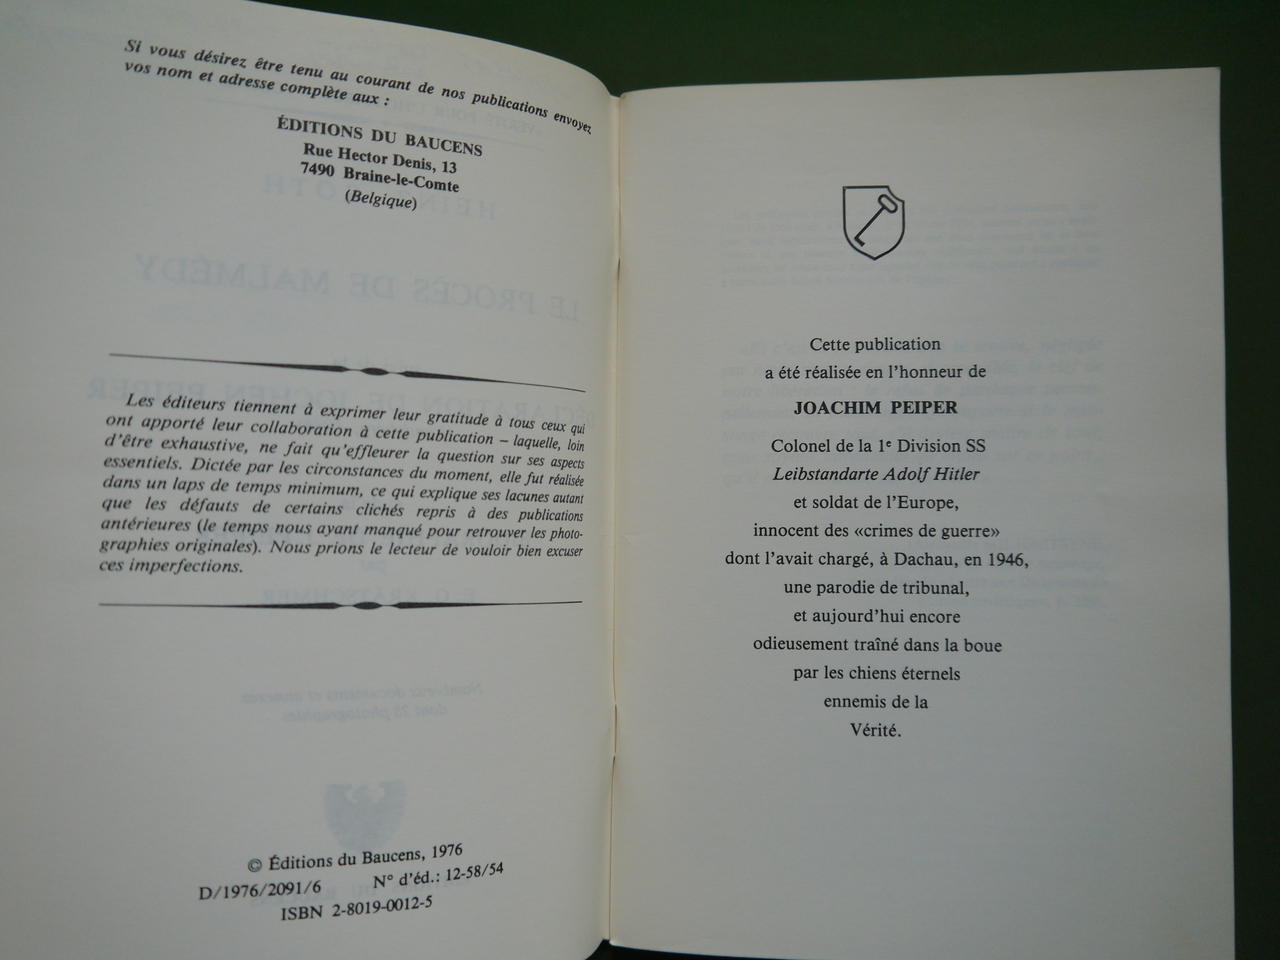 Si vous désirez être tenu au courant de nos publications envoyez
vos nom et adresse complète aux :
ÉDITIONS DU BAUCENS
Rue Hector Denis, 13
7490 Braine-le-Comte
(Belgique)
Les éditeurs tiennent à exprimer leur gratitude à tous ceux qui
ont apporté leur collaboration à cette publication – laquelle, loin
d'être exhaustive, ne fait qu'effleurer la question sur ses aspects
essentiels. Dictée par les circonstances du moment, elle fut réalisée
dans un laps de temps minimum, ce qui explique ses lacunes autant
que les défauts de certains clichés repris à des publications
antérieures (le temps nous ayant manqué pour retrouver les photo-
graphies originales). Nous prions le lecteur de vouloir bien excuser
ces imperfections.
© Éditions du Baucens, 1976
D/1976/2091/6 N° d'éd.: 12-58/54
ISBN 2-8019-0012-5
Cette publication
a été réalisée en l'honneur de
JOACHIM PEIPER
Colonel de la 1e Division SS
Leibstandarte Adolf Hitler
et soldat de l'Europe,
innocent des «crimes de guerre»
dont l'avait chargé, à Dachau, en 1946,
une parodie de tribunal,
et aujourd'hui encore
odieusement traîné dans la boue
par les chiens éternels
ennemis de la
Vérité.